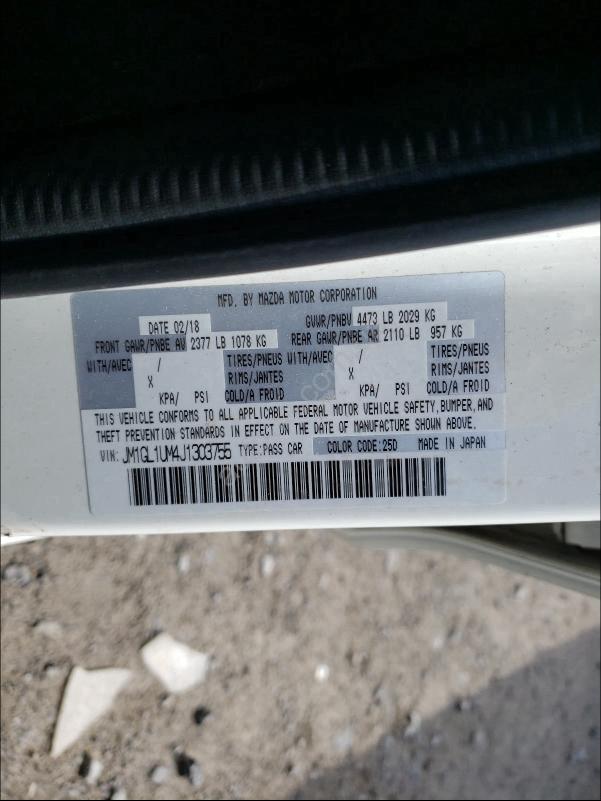 MFD. BY MAZDA MOTOR CORPORATION
DATE 02/18 GVWR/PNBV 4473 LB 2029 KG
FRONT GAWR/PNBE AV 2377 LB 1078 KG REAR GAWR/PNBE AR 2110 LB 957 KG
WITH/AVEC / TIRES/PNEUS WITH/AVEC / TIRES/PNEUS
X RIMS/JANTES X RIMS/JANTES
KPA/ PSI COLD/A FROID KPA/ PSI COLD/A FROID
THIS VEHICLE CONFORMS TO ALL APPLICABLE FEDERAL MOTOR VEHICLE SAFETY, BUMPER, AND
THEFT PREVENTION STANDARDS IN EFFECT ON THE DATE OF MANUFACTURE SHOWN ABOVE.
VIN: JM1GL1UM4J1303755 TYPE:PASS CAR COLOR CODE:25D MADE IN JAPAN